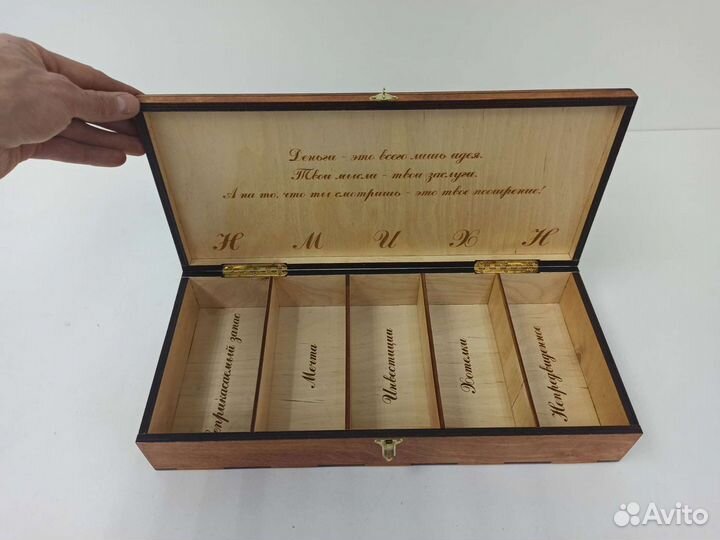 Деньги - это всего лишь идея.
Твои мысли - твои заслуги.
А на то, что ты смотришь - это твое поощрение!
Н М И Х Н
Неприкасаемый запас
Мечта
Инвестиции
Хотелки
Непредвиденное
Avito